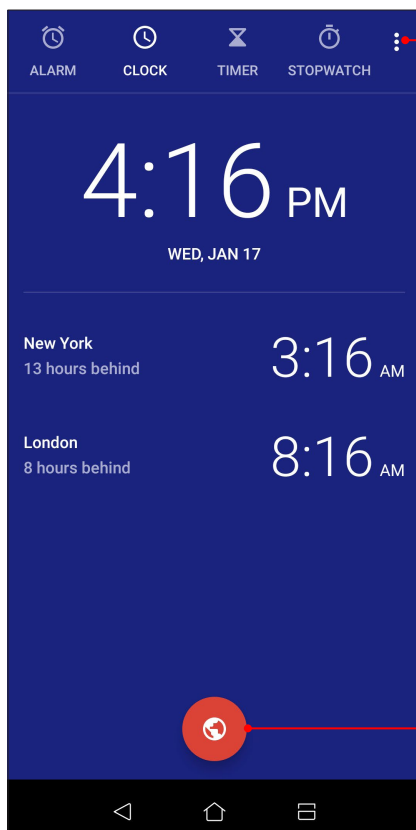 ALARM CLOCK TIMER STOPWATCH
4:16 PM
WED, JAN 17
New York
13 hours behind
3:16 AM
London
8 hours behind
8:16 AM